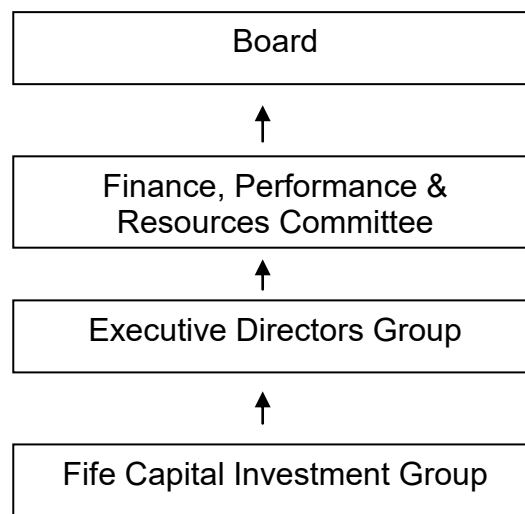 Board
Finance, Performance &
Resources Committee
Executive Directors Group
Fife Capital Investment Group